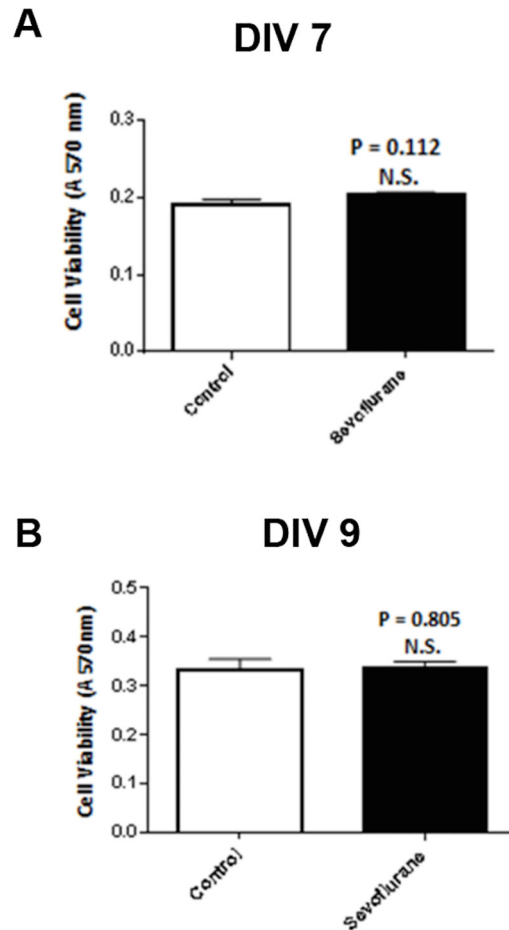 A
DIV 7
Cell Viability (A 570 nm)
0.3
0.2
0.1
0.0
P = 0.112
N.S.
Control
Sevoflurane
B
DIV 9
Cell Viability (A 570nm)
0.5
0.4
0.3
0.2
0.1
0.0
P = 0.805
N.S.
Control
Sevoflurane